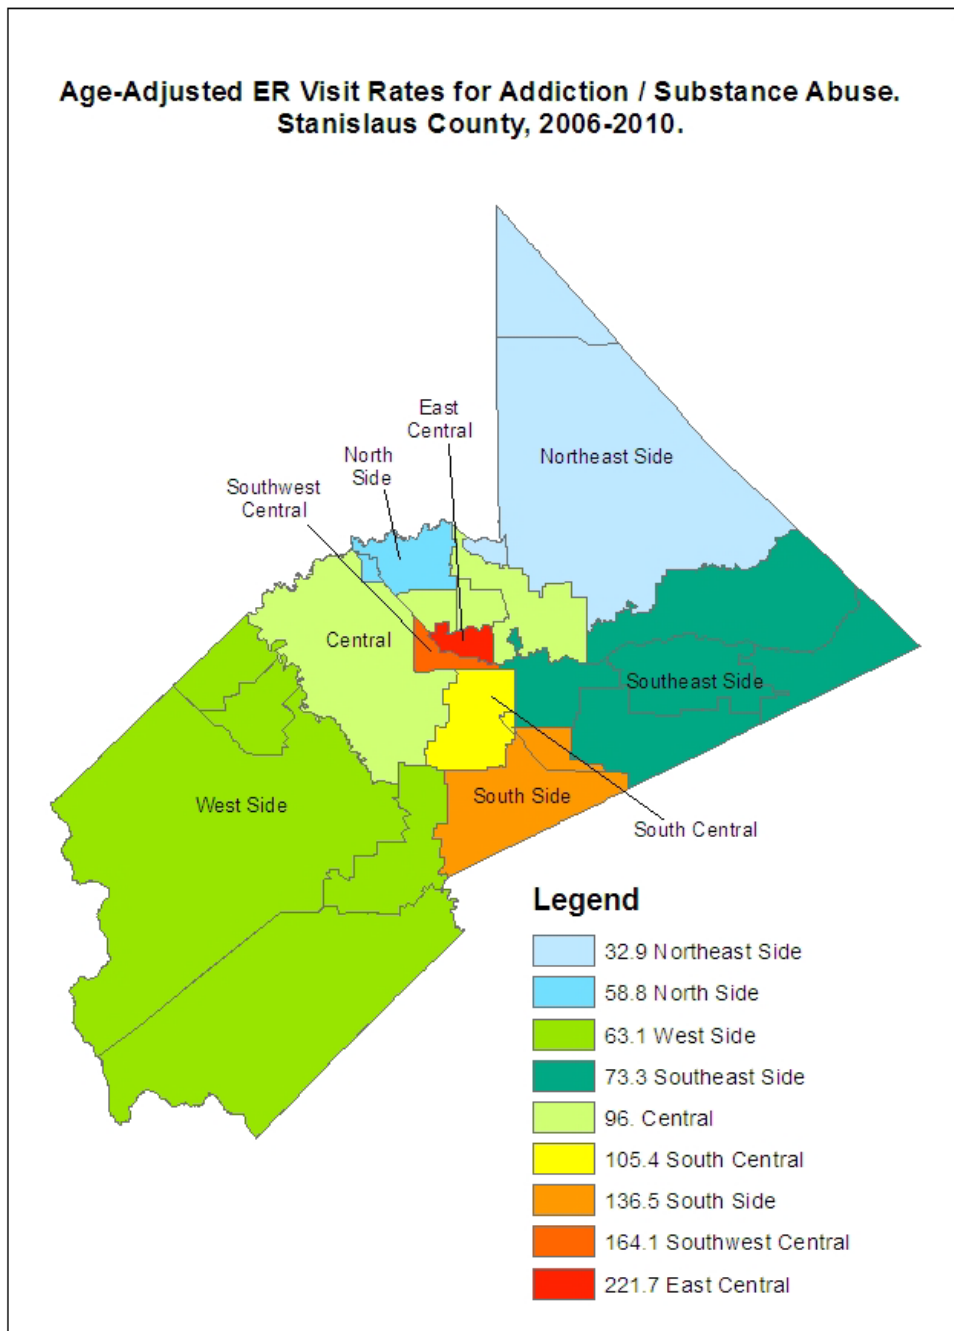 Age-Adjusted ER Visit Rates for Addiction / Substance Abuse.
Stanislaus County, 2006-2010.
East
Central
North
Side
Northeast Side
Southwest
Central
Central
Southeast Side
West Side
South Side
South Central
Legend
32.9 Northeast Side
58.8 North Side
63.1 West Side
73.3 Southeast Side
96. Central
105.4 South Central
136.5 South Side
164.1 Southwest Central
221.7 East Central